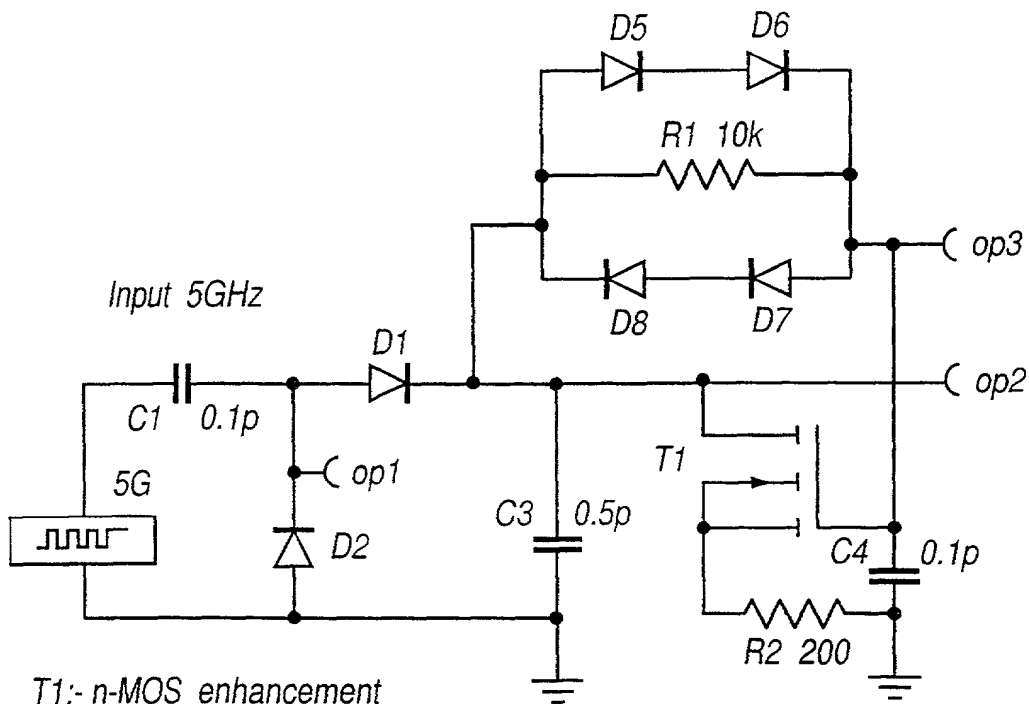 D5
D6
R1 10k
op3
D8
D7
Input 5GHz
D1
op2
C1 0.1p
T1
op1
5G
C3 0.5p
D2
C4 0.1p
R2 200
T1:- n-MOS enhancement